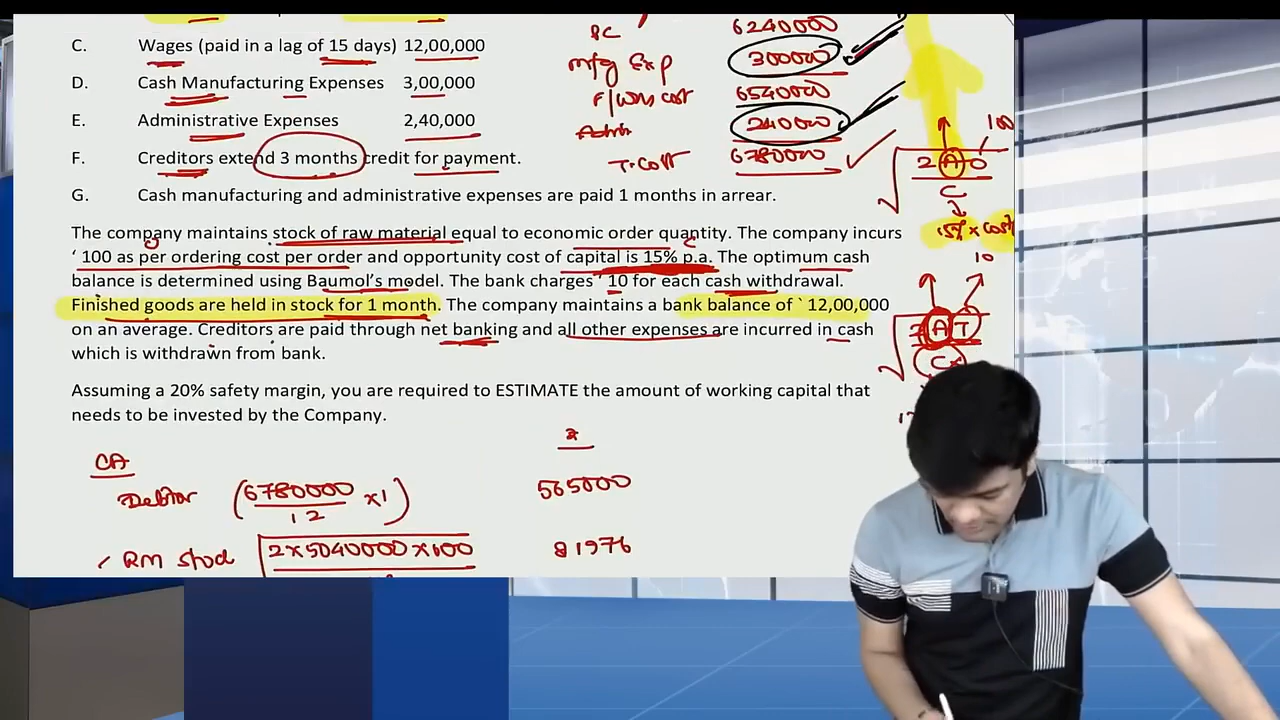 C. Wages (paid in a lag of 15 days) 12,00,000
D. Cash Manufacturing Expenses 3,00,000
E. Administrative Expenses 2,40,000
F. Creditors extend 3 months credit for payment.
G. Cash manufacturing and administrative expenses are paid 1 months in arrear.
6240000
Mfg Exp 300000
F/WMS cost 6540000
Admn 240000
T.Cost 6780000
100
2 A O
C
15% x cost
10
2 A T
C
The company maintains stock of raw material equal to economic order quantity. The company incurs
` 100 as per ordering cost per order and opportunity cost of capital is 15% p.a. The optimum cash
balance is determined using Baumol's model. The bank charges ` 10 for each cash withdrawal.
Finished goods are held in stock for 1 month. The company maintains a bank balance of ` 12,00,000
on an average. Creditors are paid through net banking and all other expenses are incurred in cash
which is withdrawn from bank.
Assuming a 20% safety margin, you are required to ESTIMATE the amount of working capital that
needs to be invested by the Company.
CA ₹
Debtor (6780000/12 x1) 565000
RM stock √2x5040000x100 81976